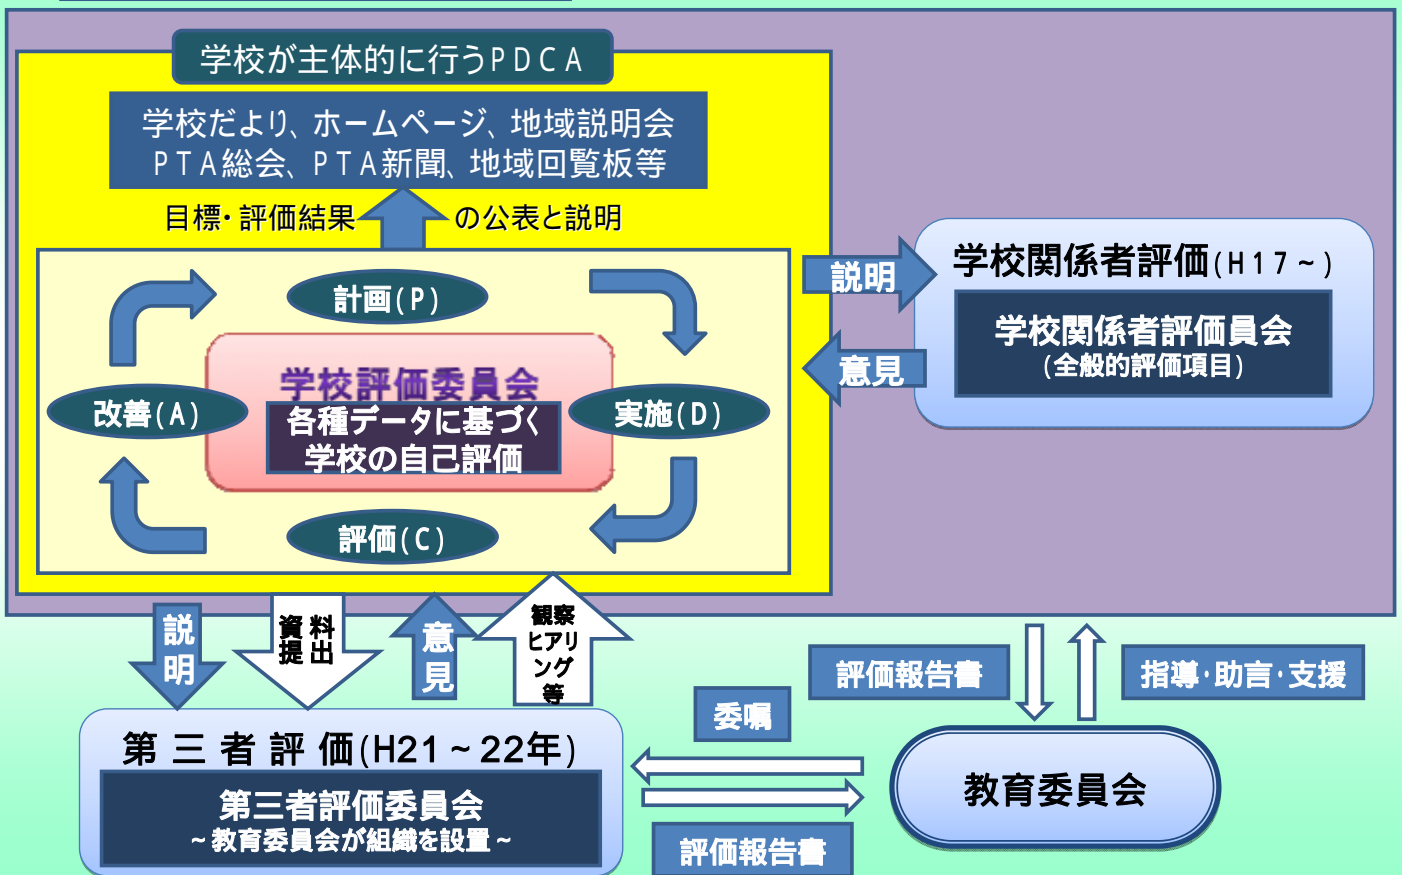 学校が主体的に行うPDCA
学校だより、ホームページ、地域説明会
PTA総会、PTA新聞、地域回覧板等
目標・評価結果 の公表と説明
計画(P)
学校評価委員会
各種データに基づく
学校の自己評価
改善(A)
実施(D)
評価(C)
説明
意見
学校関係者評価(H17～)
学校関係者評価員会
(全般的評価項目)
説明
資料
提出
意見
観察
ヒアリ
ング
等
評価報告書
指導・助言・支援
委嘱
第三者評価(H21～22年)
第三者評価委員会
～教育委員会が組織を設置～
教育委員会
評価報告書